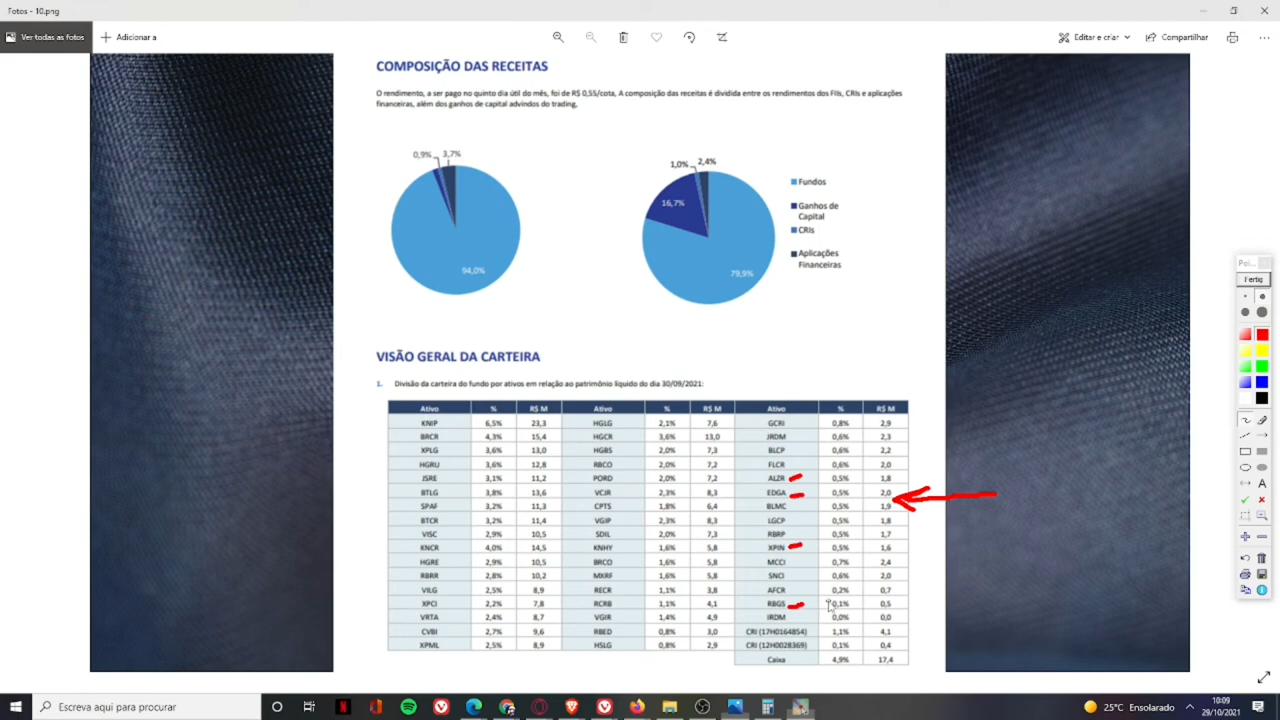 Fotos - 10.png
Ver todas as fotos
Adicionar a
Editar e criar
Compartilhar
COMPOSIÇÃO DAS RECEITAS
O rendimento, a ser pago no quinto dia útil do mês, foi de R$ 0,55/cota, A composição das receitas é dividida entre os rendimentos dos FIIs, CRIs e aplicações
financeiras, além dos ganhos de capital advindos do trading,
0,9% 3,7%
94,0%
1,0% 2,4%
16,7%
79,9%
Fundos
Ganhos de
Capital
CRIs
Aplicações
Financeiras
VISÃO GERAL DA CARTEIRA
1. Divisão da carteira do fundo por ativos em relação ao patrimônio líquido do dia 30/09/2021:
Ativo % R$ M Ativo % R$ M Ativo % R$ M
KNIP 6,5% 23,3 HGLG 2,1% 7,6 GCRI 0,8% 2,9
BRCR 4,3% 15,4 HGCR 3,6% 13,0 JRDM 0,6% 2,3
XPLG 3,6% 13,0 HGBS 2,0% 7,3 BLCP 0,6% 2,2
HGRU 3,6% 12,8 RBCO 2,0% 7,2 FLCR 0,6% 2,0
JSRE 3,1% 11,2 PORD 2,0% 7,2 ALZR 0,5% 1,8
BTLG 3,8% 13,6 VCJR 2,3% 8,3 EDGA 0,5% 2,0
SPAF 3,2% 11,3 CPTS 1,8% 6,4 BLMC 0,5% 1,9
BTCR 3,2% 11,4 VGIP 2,3% 8,3 LGCP 0,5% 1,8
VISC 2,9% 10,5 SDIL 2,0% 7,3 RBRP 0,5% 1,7
KNCR 4,0% 14,5 KNHY 1,6% 5,8 XPIN 0,5% 1,6
HGRE 2,9% 10,5 BRCO 1,6% 5,8 MCCI 0,7% 2,4
RBRR 2,8% 10,2 MXRF 1,6% 5,8 SNCI 0,6% 2,0
VILG 2,5% 8,9 RECR 1,1% 3,8 AFCR 0,2% 0,7
XPCI 2,2% 7,8 RCRB 1,1% 4,1 RBGS 0,1% 0,5
VRTA 2,4% 8,7 VGIR 1,4% 4,9 IRDM 0,0% 0,0
CVBI 2,7% 9,6 RBED 0,8% 3,0 CRI (17H0164854) 1,1% 4,1
XPML 2,5% 8,9 HSLG 0,8% 2,9 CRI (12H0028369) 0,1% 0,4
Caixa 4,9% 17,4
Fertig
Escreva aqui para procurar
25°C Ensolarado
10:09
29/10/2021